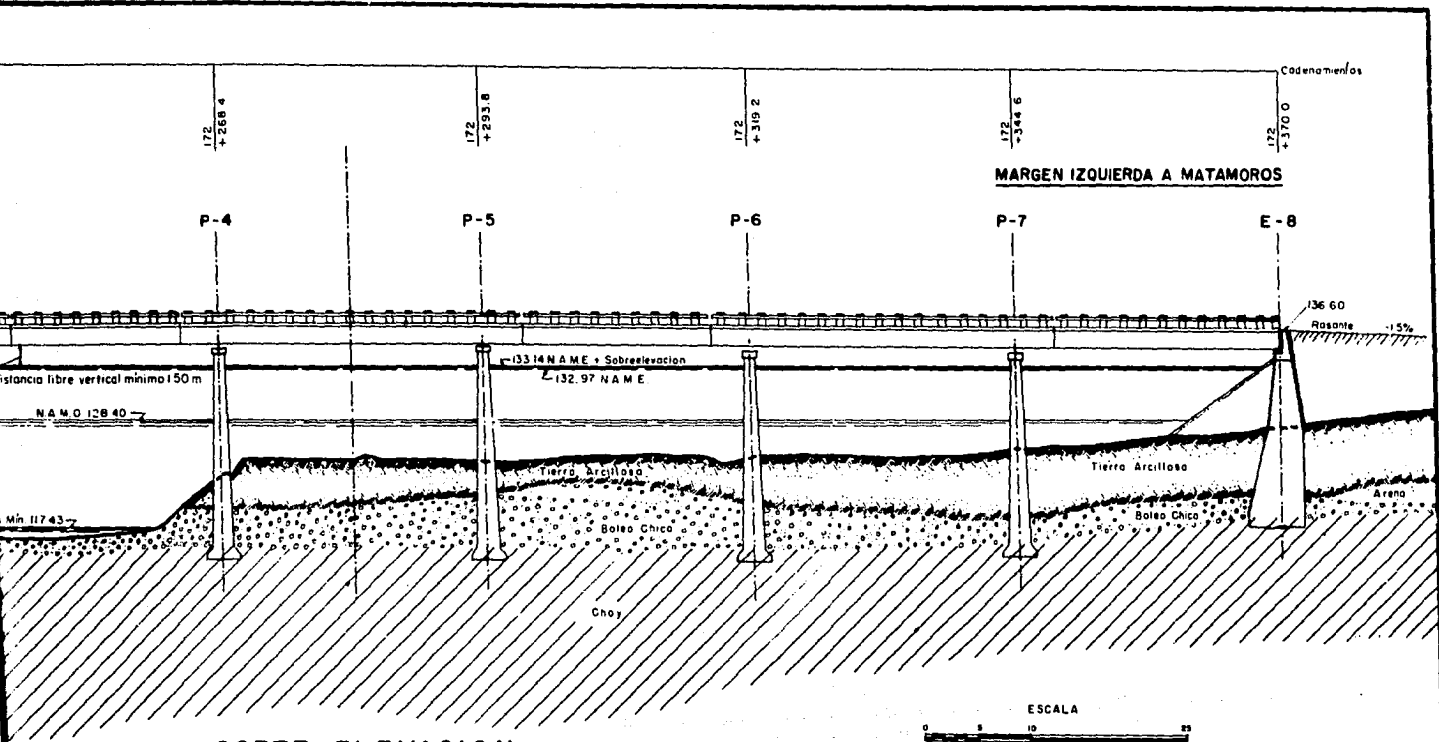 Cadenamientos
172 +268 4
172 +293.8
172 +319 2
172 +344 6
172 +370 0
MARGEN IZQUIERDA A MATAMOROS
P-4 P-5 P-6 P-7 E-8
136 60
Rasante -1 5%
133 14 N A M E + Sobreelevacion
132.97 N A M E.
istancia libre vertical minimo 1 50 m
N.A.M.O 128 40
Tierra Arcillosa
Tierra Arcillosa
Min. 117 43
Boleo Chico
Boleo Chico
Arena
Choy
ESCALA
0 5 10 25